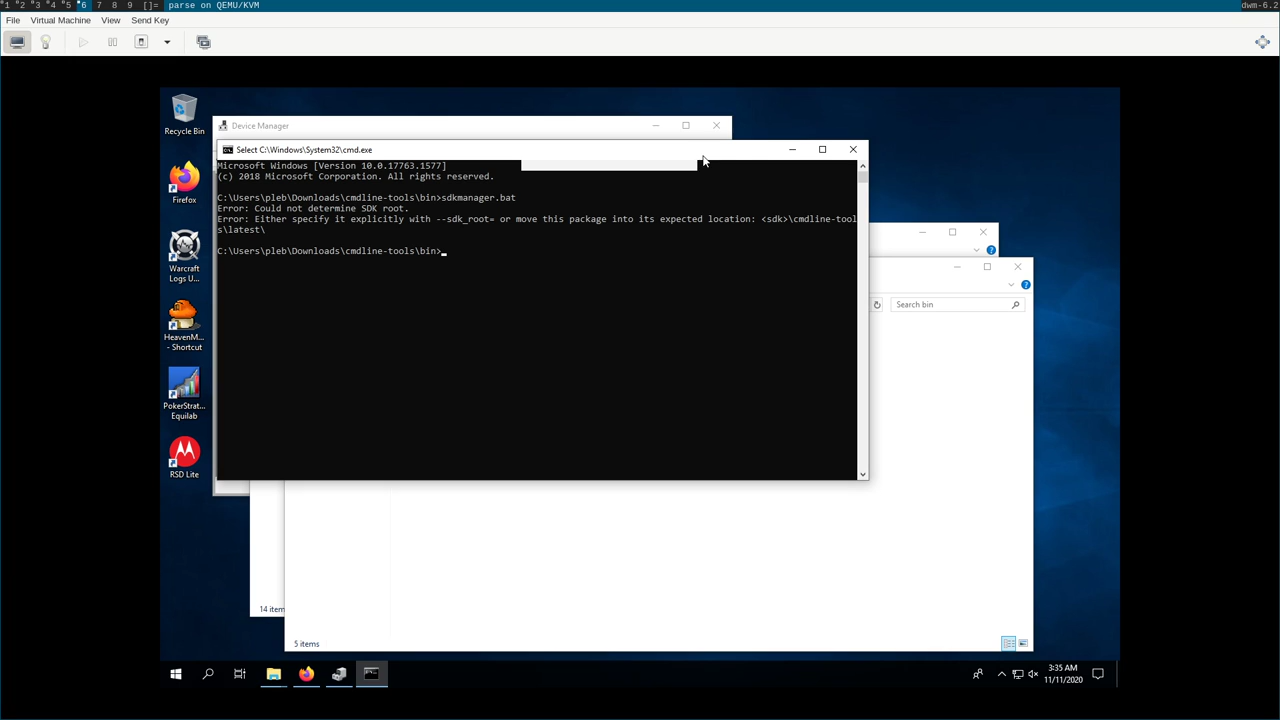 1 2 3 4 5 6 7 8 9 []= parse on QEMU/KVM dwm-6.2
File Virtual Machine View Send Key
Recycle Bin
Device Manager
Select C:\Windows\System32\cmd.exe
Microsoft Windows [Version 10.0.17763.1577]
(c) 2018 Microsoft Corporation. All rights reserved.
C:\Users\pleb\Downloads\cmdline-tools\bin>sdkmanager.bat
Error: Could not determine SDK root.
Error: Either specify it explicitly with --sdk_root= or move this package into its expected location: <sdk>\cmdline-tool
s\latest\
C:\Users\pleb\Downloads\cmdline-tools\bin>
Firefox
Warcraft
Logs U...
HeavenM...
- Shortcut
PokerStrat...
Equilab
RSD Lite
Search bin
14 item
5 items
3:35 AM
11/11/2020